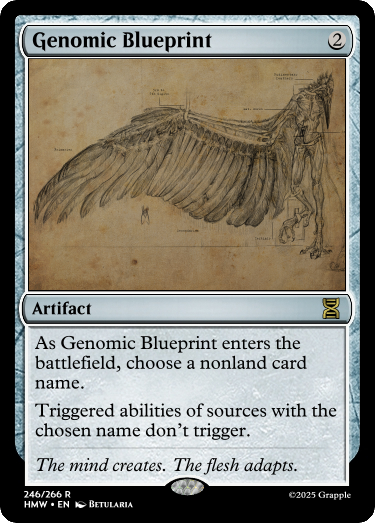 Genomic Blueprint 2
Artifact
As Genomic Blueprint enters the
battlefield, choose a nonland card
name.
Triggered abilities of sources with the
chosen name don't trigger.
The mind creates. The flesh adapts.
246/266 R
HMW • EN BETULARIA
©2025 Grapple